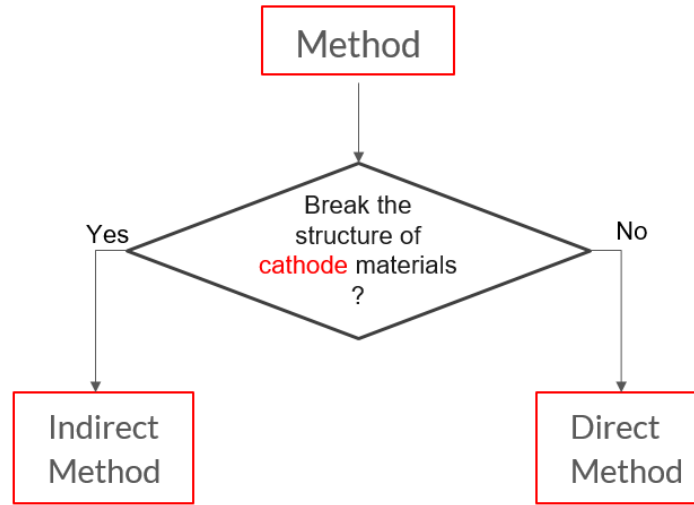 Method
Break the
structure of
cathode materials
?
Yes
No
Indirect
Method
Direct
Method